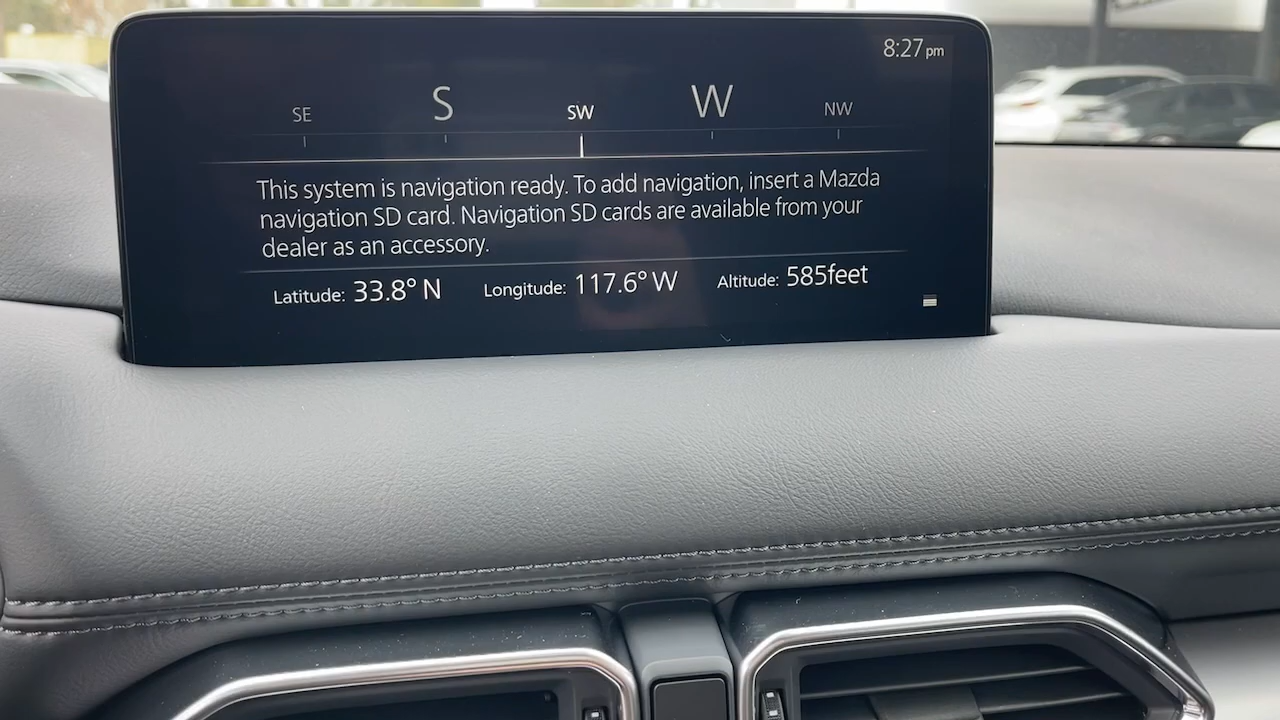 8:27 pm
SE S SW W NW
This system is navigation ready. To add navigation, insert a Mazda
navigation SD card. Navigation SD cards are available from your
dealer as an accessory.
Latitude: 33.8° N Longitude: 117.6° W Altitude: 585feet